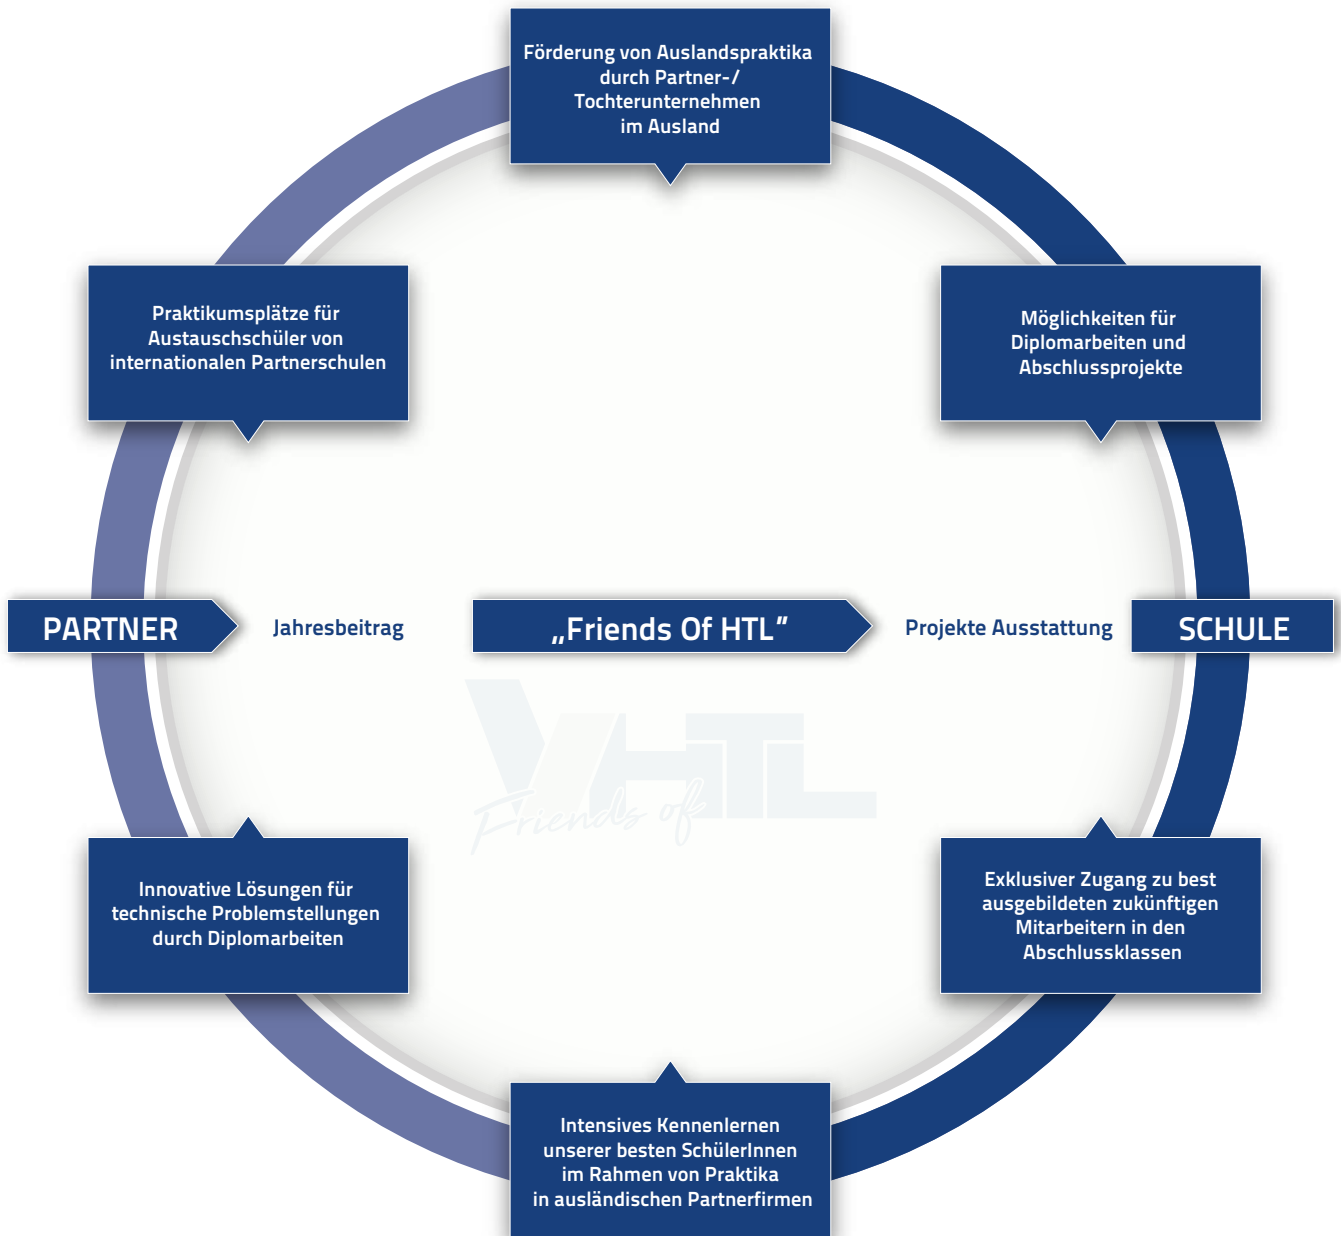 Förderung von Auslandspraktika
durch Partner-/
Tochterunternehmen
im Ausland
Praktikumsplätze für
Austauschschüler von
internationalen Partnerschulen
Möglichkeiten für
Diplomarbeiten und
Abschlussprojekte
PARTNER
Jahresbeitrag
„Friends Of HTL“
Projekte Ausstattung
SCHULE
VHTL
Friends of
Innovative Lösungen für
technische Problemstellungen
durch Diplomarbeiten
Exklusiver Zugang zu best
ausgebildeten zukünftigen
Mitarbeitern in den
Abschlussklassen
Intensives Kennenlernen
unserer besten SchülerInnen
im Rahmen von Praktika
in ausländischen Partnerfirmen